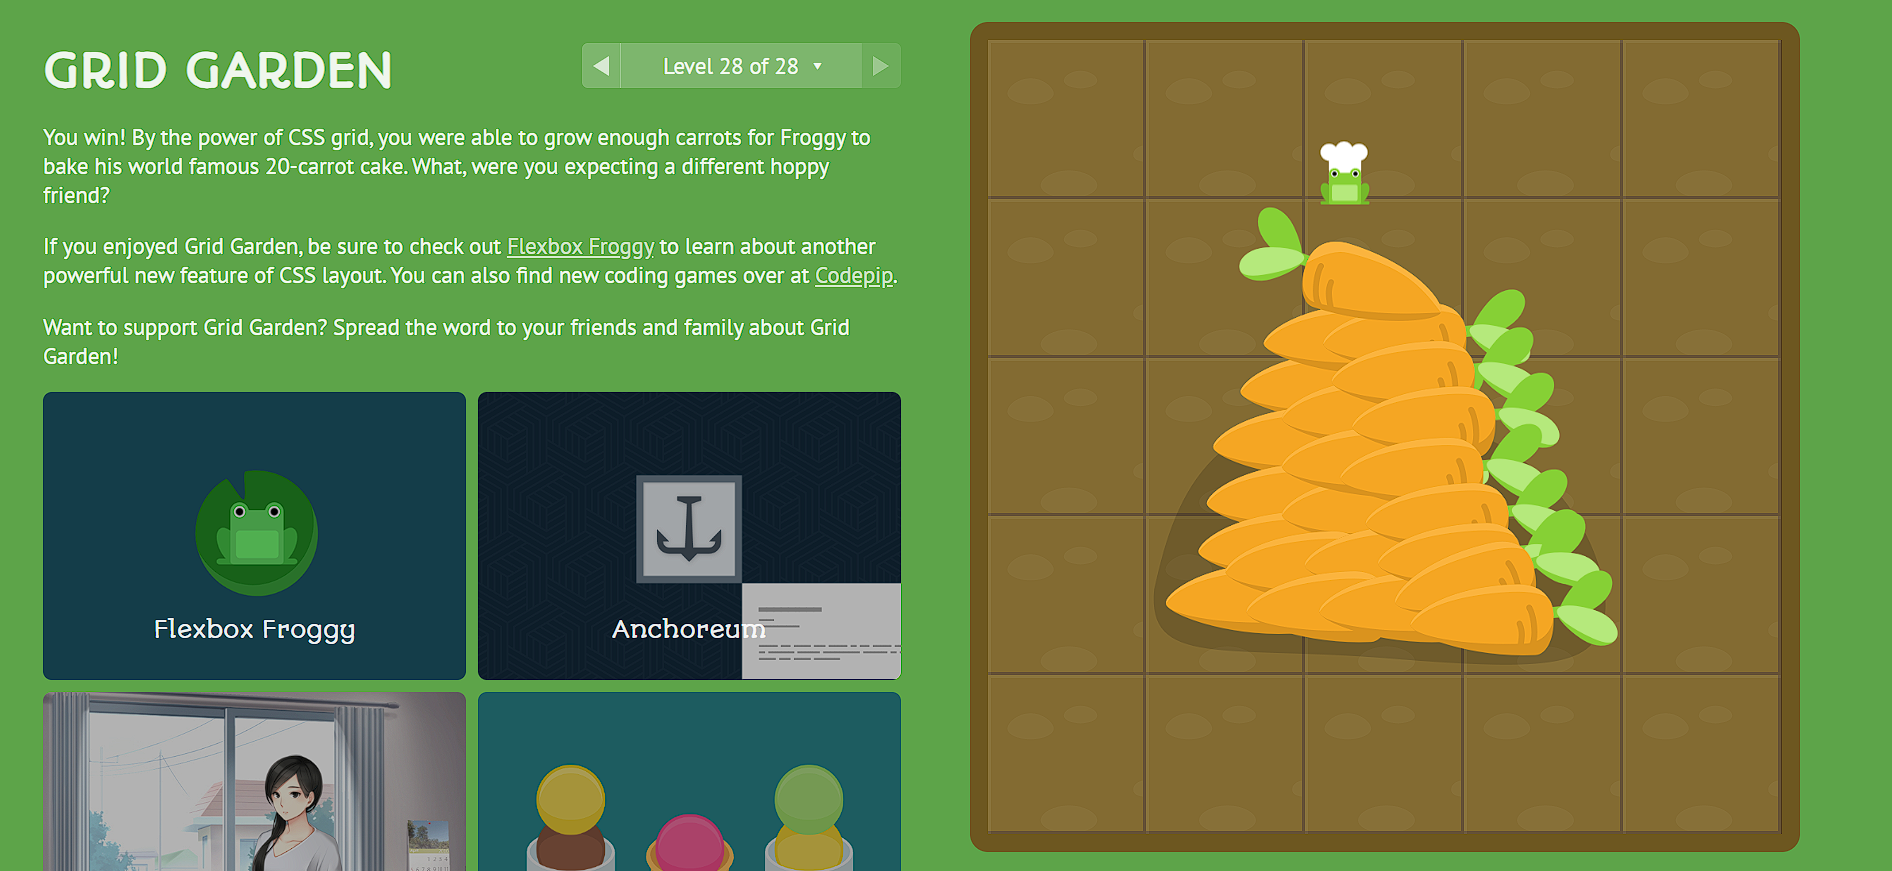 GRID GARDEN
Level 28 of 28
You win! By the power of CSS grid, you were able to grow enough carrots for Froggy to
bake his world famous 20-carrot cake. What, were you expecting a different hoppy
friend?
If you enjoyed Grid Garden, be sure to check out Flexbox Froggy to learn about another
powerful new feature of CSS layout. You can also find new coding games over at Codepip.
Want to support Grid Garden? Spread the word to your friends and family about Grid
Garden!
Flexbox Froggy
Anchoreum